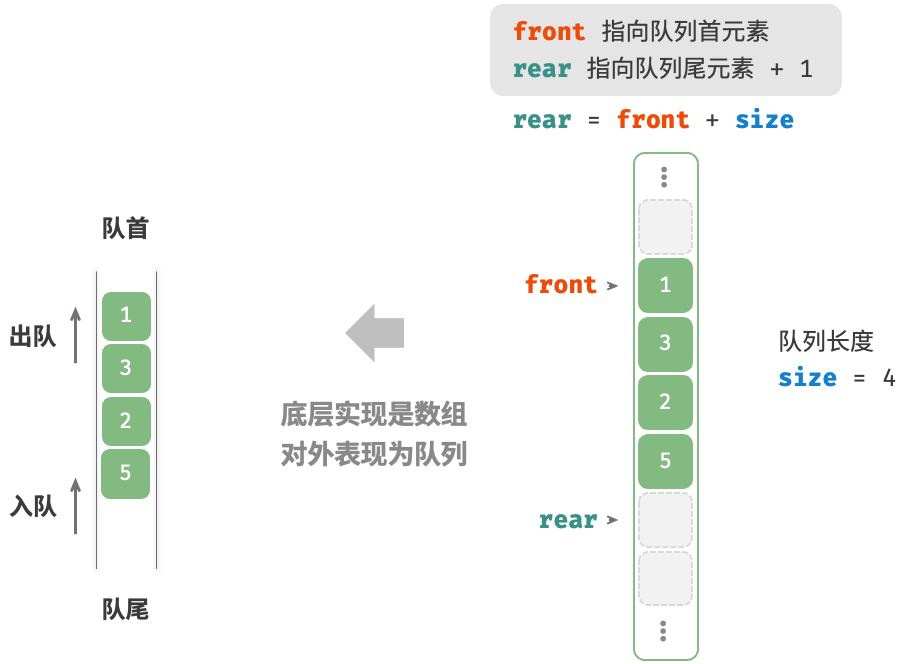 front 指向队列首元素
rear 指向队列尾元素 + 1
rear = front + size
队首
出队
1
3
2
5
入队
队尾
底层实现是数组
对外表现为队列
front
1
3
2
5
rear
队列长度
size = 4